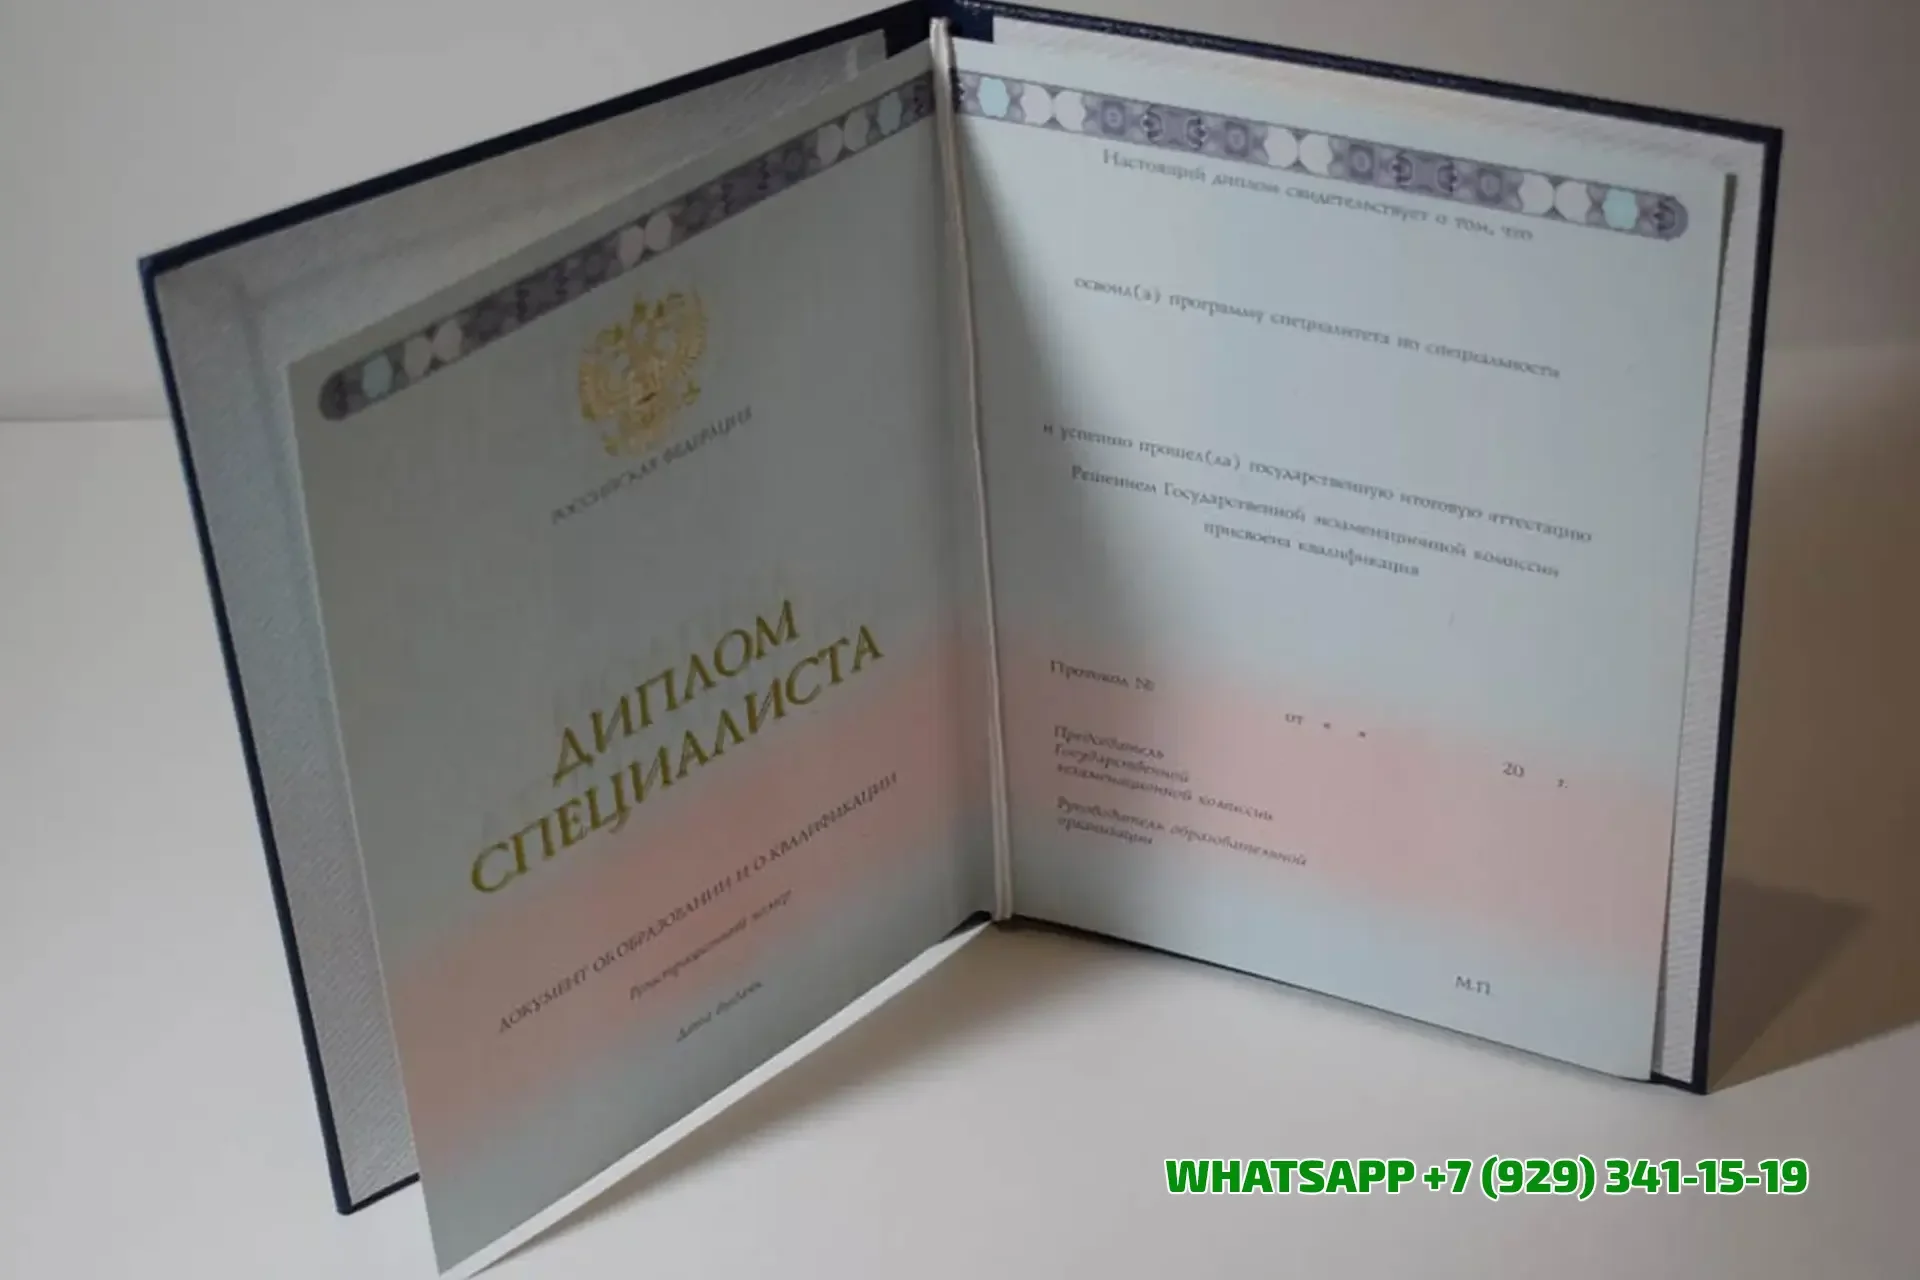 РОССИЙСКАЯ ФЕДЕРАЦИЯ
ДИПЛОМ
СПЕЦИАЛИСТА
ДОКУМЕНТ ОБ ОБРАЗОВАНИИ И О КВАЛИФИКАЦИИ
Регистрационный номер
Дата выдачи
Настоящий диплом свидетельствует о том, что
освоил(а) программу специалитета по специальности
и успешно прошел(ла) государственную итоговую аттестацию
Решением Государственной экзаменационной комиссии
присвоена квалификация
Протокол №
от « » 20 г.
Председатель
Государственной
экзаменационной комиссии
Руководитель образовательной
организации
М.П.
WHATSAPP +7 (929) 341-15-19